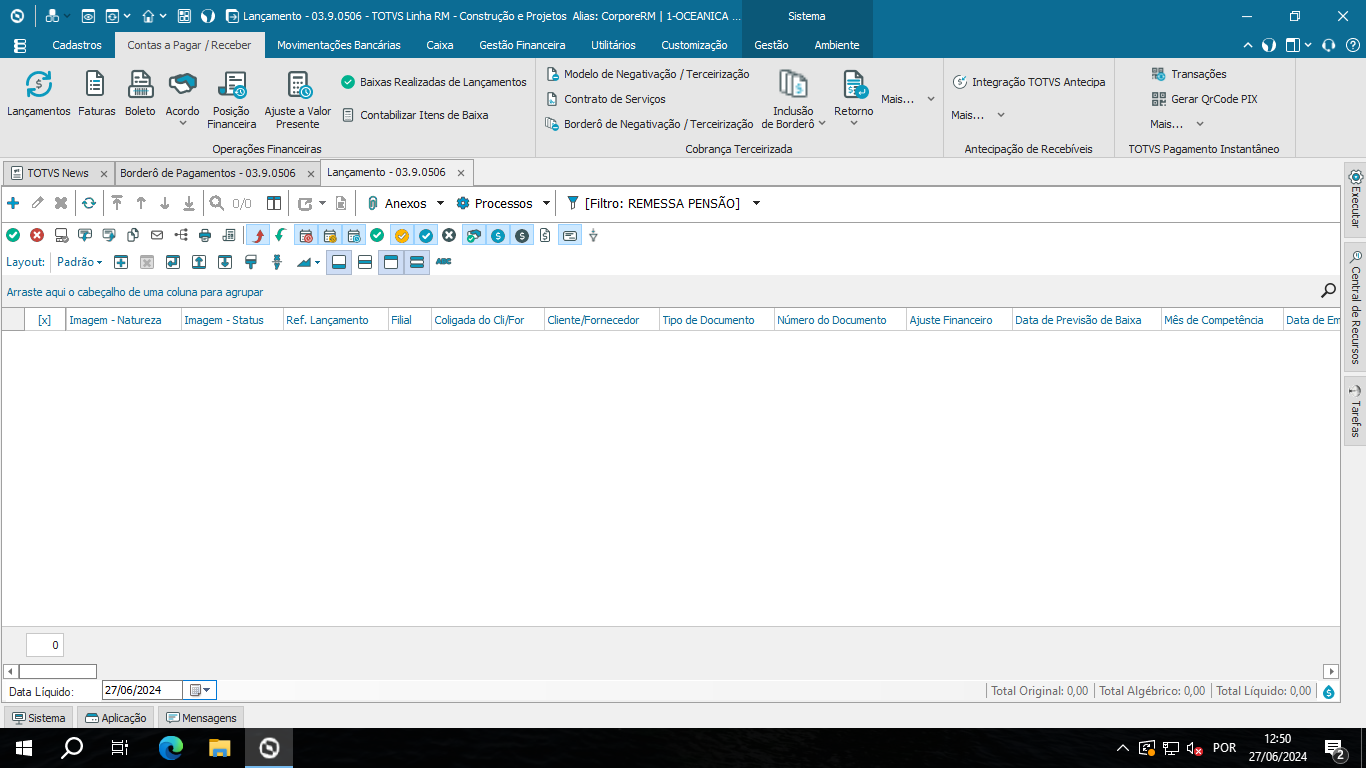 Lançamento - 03.9.0506 - TOTVS Linha RM - Construção e Projetos Alias: CorporeRM | 1-OCEANICA ...
Sistema
Cadastros
Contas a Pagar / Receber
Movimentações Bancárias
Caixa
Gestão Financeira
Utilitários
Customização
Gestão
Ambiente
Lançamentos
Faturas
Boleto
Acordo
Posição
Financeira
Ajuste a Valor
Presente
Baixas Realizadas de Lançamentos
Contabilizar Itens de Baixa
Operações Financeiras
Modelo de Negativação / Terceirização
Contrato de Serviços
Borderô de Negativação / Terceirização
Inclusão
de Borderô
Retorno
Mais...
Cobrança Terceirizada
Integração TOTVS Antecipa
Mais...
Antecipação de Recebíveis
Transações
Gerar QrCode PIX
Mais...
TOTVS Pagamento Instantâneo
TOTVS News
Borderô de Pagamentos - 03.9.0506
Lançamento - 03.9.0506
0/0
Anexos
Processos
[Filtro: REMESSA PENSÃO]
Layout:
Padrão
ABC
Arraste aqui o cabeçalho de uma coluna para agrupar
[x]
Imagem - Natureza
Imagem - Status
Ref. Lançamento
Filial
Coligada do Cli/For
Cliente/Fornecedor
Tipo de Documento
Número do Documento
Ajuste Financeiro
Data de Previsão de Baixa
Mês de Competência
Data de Em
Executar
Central de Recursos
Tarefas
0
Data Líquido:
27/06/2024
Total Original: 0,00
Total Algébrico: 0,00
Total Líquido: 0,00
Sistema
Aplicação
Mensagens
POR
12:50
27/06/2024
2